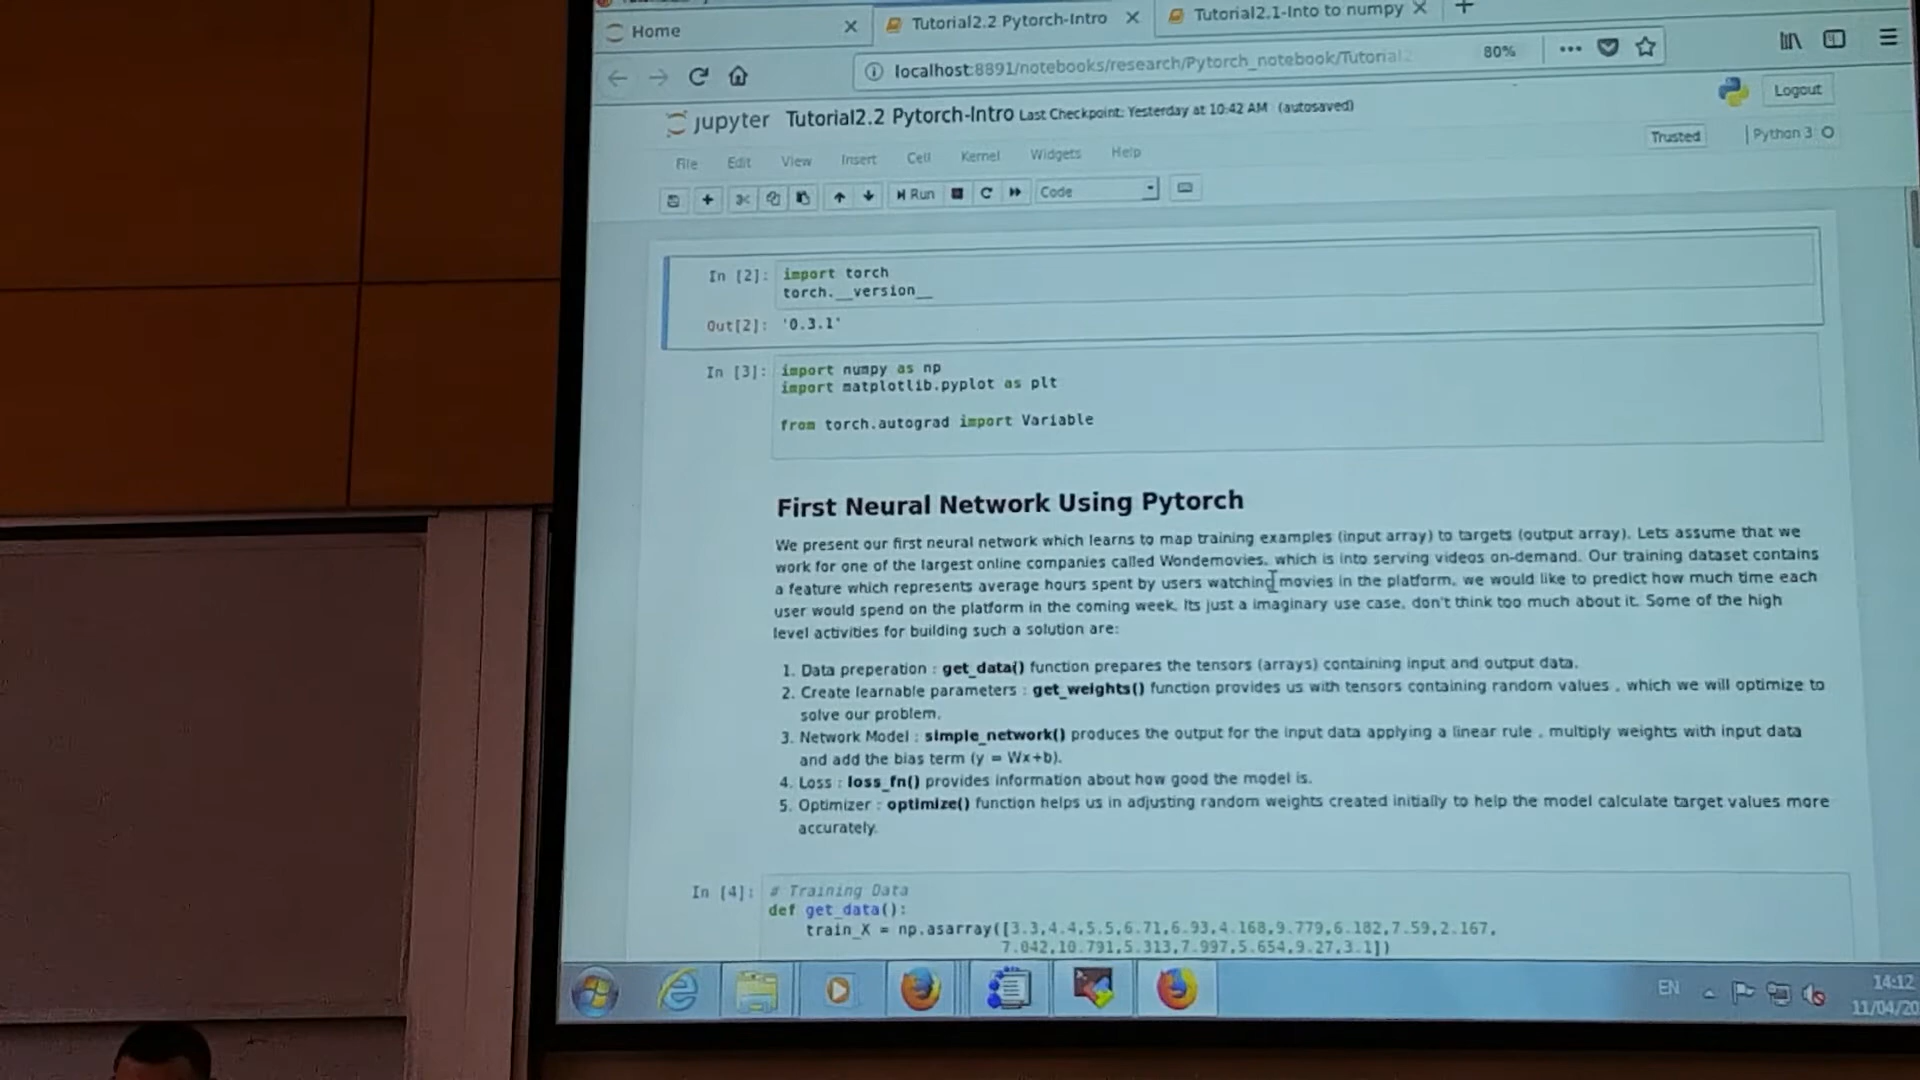 Home
Tutorial2.2 Pytorch-Intro
Tutorial2.1-Into to numpy
localhost:8891/notebooks/research/Pytorch_notebook/Tutorial2
80%
jupyter Tutorial2.2 Pytorch-Intro Last Checkpoint: Yesterday at 10:42 AM (autosaved)
Logout
File Edit View Insert Cell Kernel Widgets Help
Trusted
Python 3
Run
Code
In [2]: import torch
torch.__version__
Out[2]: '0.3.1'
In [3]: import numpy as np
import matplotlib.pyplot as plt
from torch.autograd import Variable
First Neural Network Using Pytorch
We present our first neural network which learns to map training examples (input array) to targets (output array). Lets assume that we
work for one of the largest online companies called Wondemovies, which is into serving videos on-demand. Our training dataset contains
a feature which represents average hours spent by users watching movies in the platform, we would like to predict how much time each
user would spend on the platform in the coming week. Its just a imaginary use case, don't think too much about it. Some of the high
level activities for building such a solution are:
1. Data preperation : get_data() function prepares the tensors (arrays) containing input and output data.
2. Create learnable parameters : get_weights() function provides us with tensors containing random values , which we will optimize to
solve our problem.
3. Network Model : simple_network() produces the output for the input data applying a linear rule , multiply weights with input data
and add the bias term (y = Wx+b).
4. Loss : loss_fn() provides information about how good the model is.
5. Optimizer : optimize() function helps us in adjusting random weights created initially to help the model calculate target values more
accurately.
In [4]: # Training Data
def get_data():
train_X = np.asarray([3.3,4.4,5.5,6.71,6.93,4.168,9.779,6.182,7.59,2.167,
7.042,10.791,5.313,7.997,5.654,9.27,3.1])
EN
14:12
11/04/20